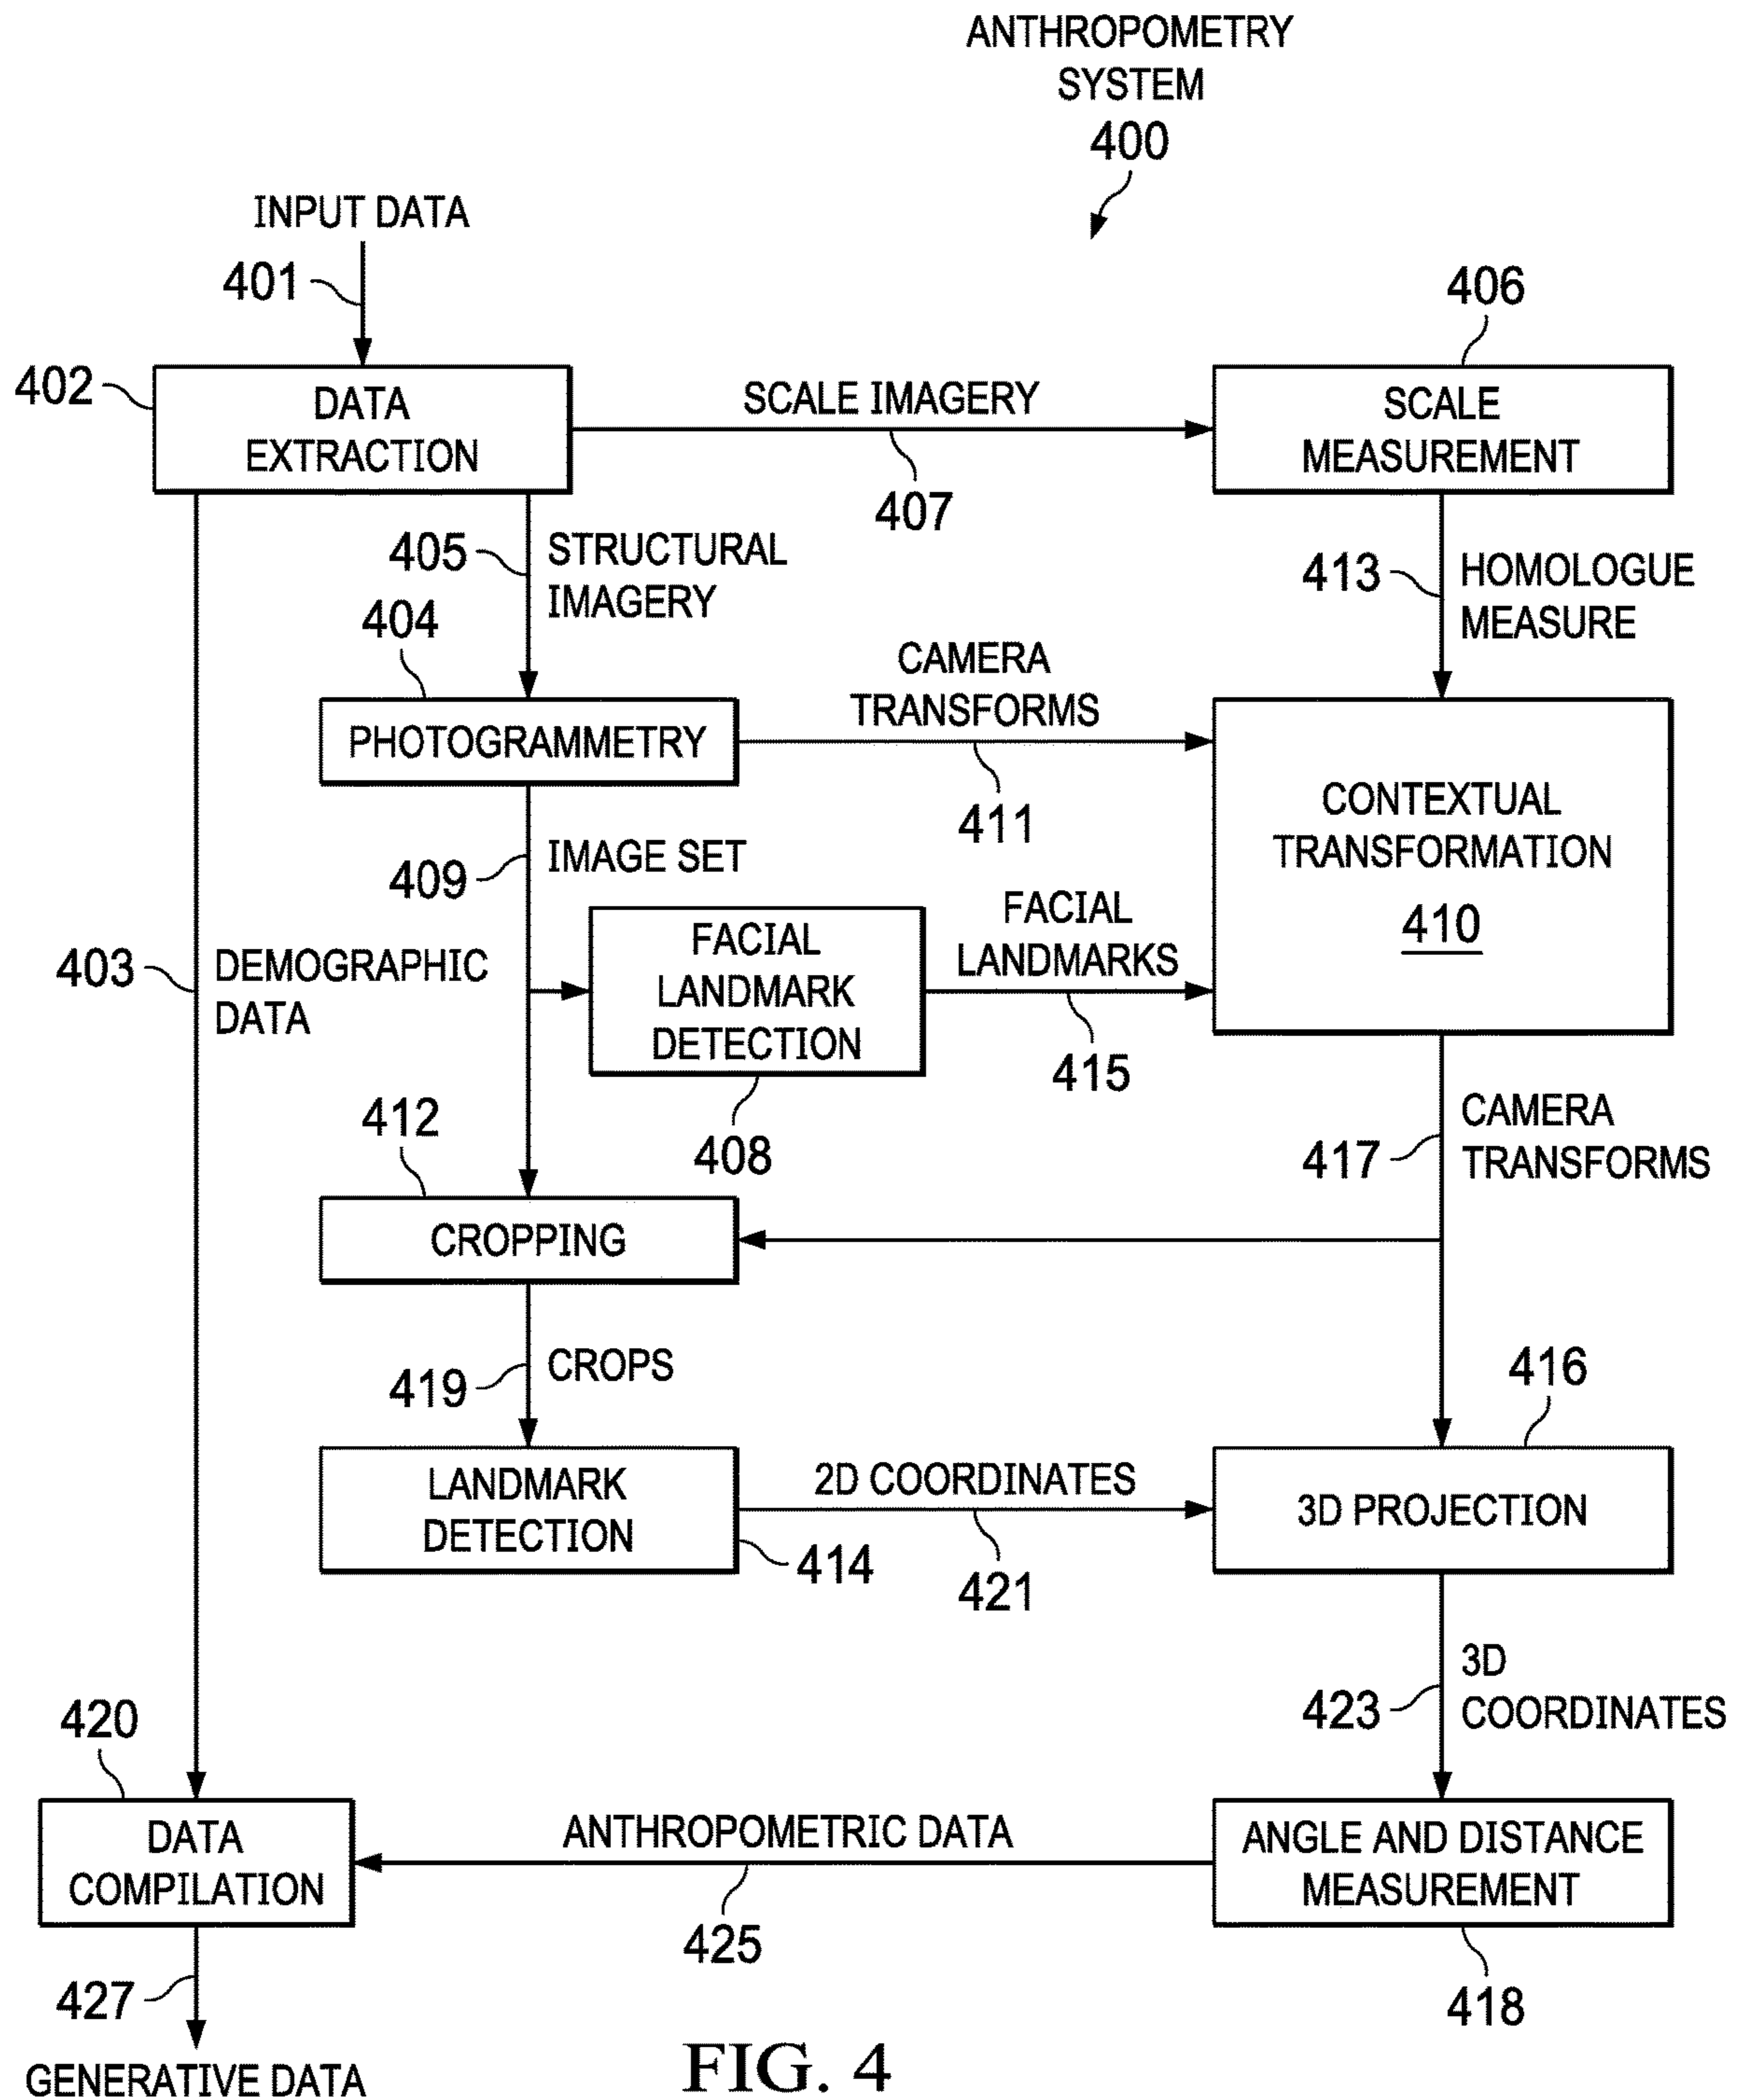 ANTHROPOMETRY
SYSTEM
400
INPUT DATA
401
406
402
DATA
EXTRACTION
SCALE IMAGERY
407
SCALE
MEASUREMENT
405
STRUCTURAL
IMAGERY
413
HOMOLOGUE
MEASURE
404
PHOTOGRAMMETRY
CAMERA
TRANSFORMS
411
CONTEXTUAL
TRANSFORMATION
410
409
IMAGE SET
403
DEMOGRAPHIC
DATA
FACIAL
LANDMARK
DETECTION
408
FACIAL
LANDMARKS
415
412
417
CAMERA
TRANSFORMS
CROPPING
419
CROPS
416
LANDMARK
DETECTION
414
2D COORDINATES
421
3D PROJECTION
423
3D
COORDINATES
420
DATA
COMPILATION
ANTHROPOMETRIC DATA
425
ANGLE AND DISTANCE
MEASUREMENT
418
427
GENERATIVE DATA
FIG. 4